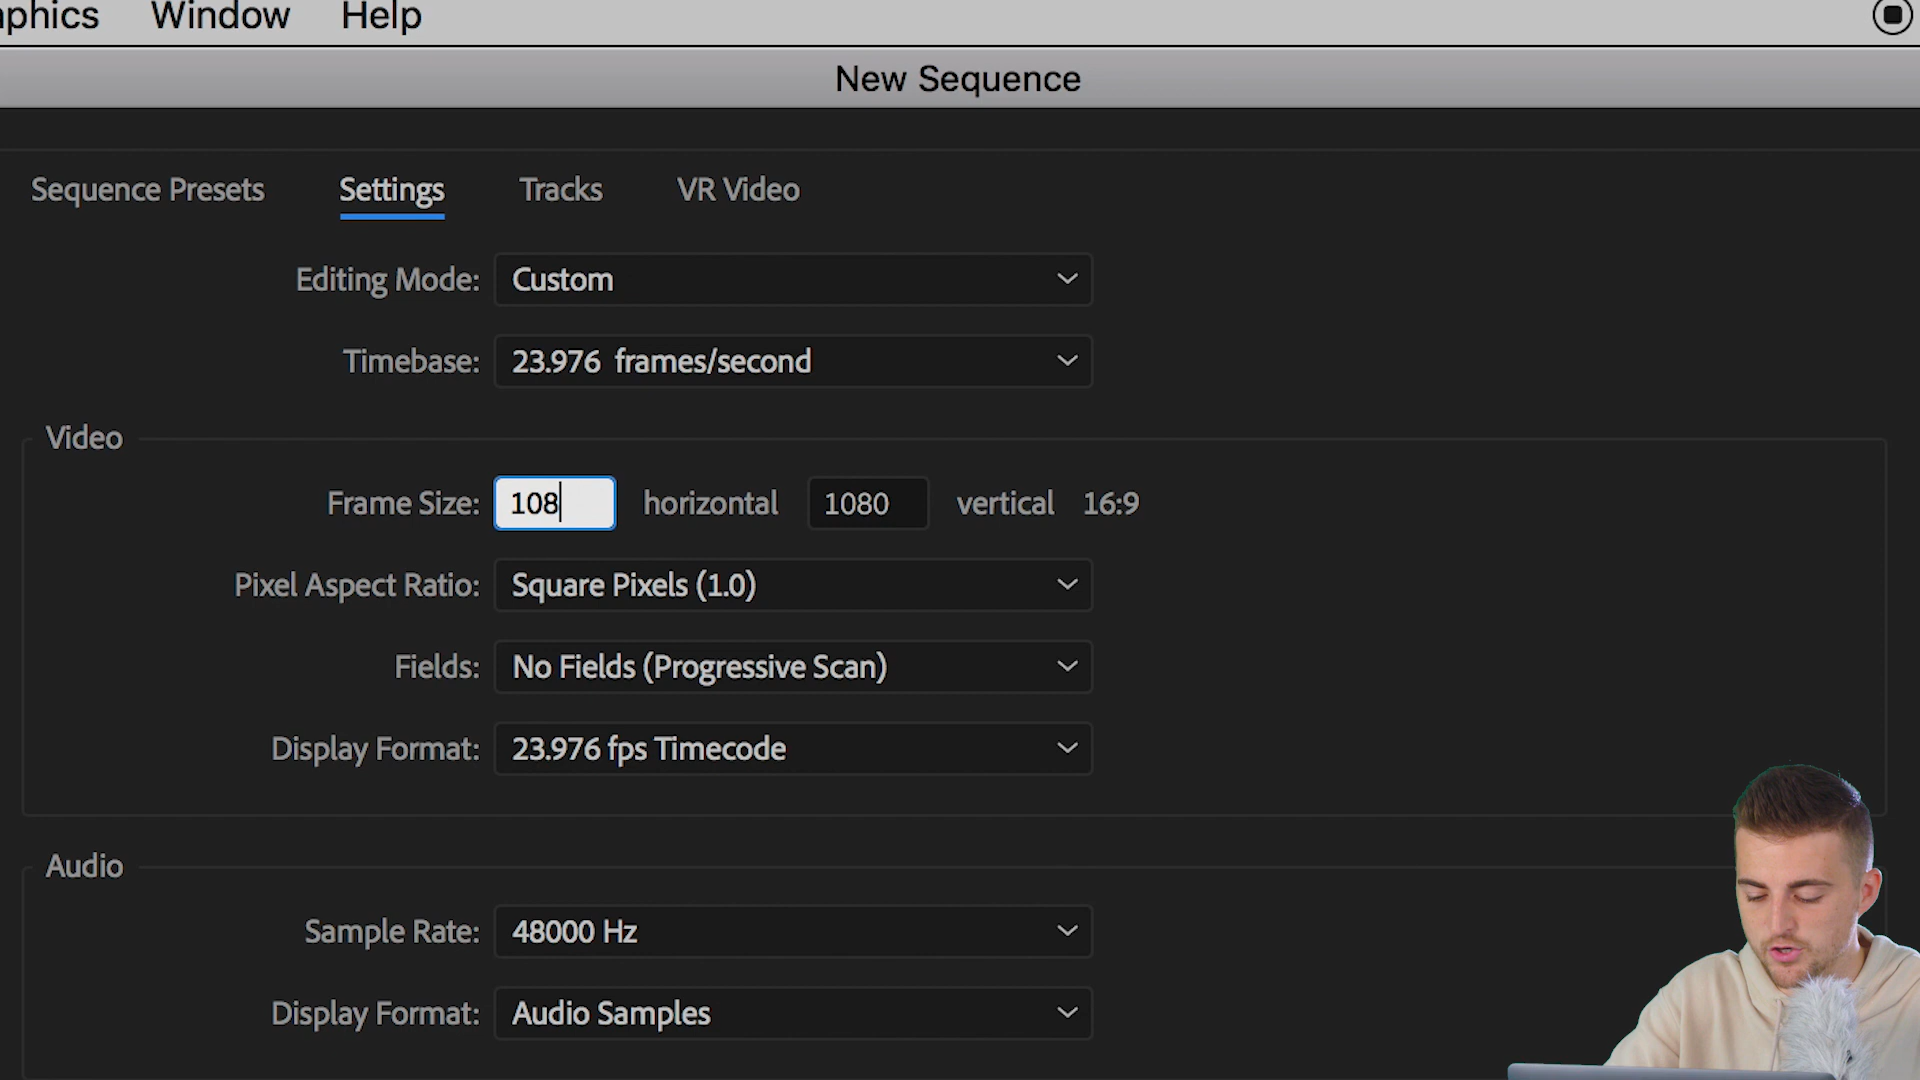 phics Window Help
New Sequence
Sequence Presets Settings Tracks VR Video
Editing Mode: Custom
Timebase: 23.976 frames/second
Video
Frame Size: 108 horizontal 1080 vertical 16:9
Pixel Aspect Ratio: Square Pixels (1.0)
Fields: No Fields (Progressive Scan)
Display Format: 23.976 fps Timecode
Audio
Sample Rate: 48000 Hz
Display Format: Audio Samples